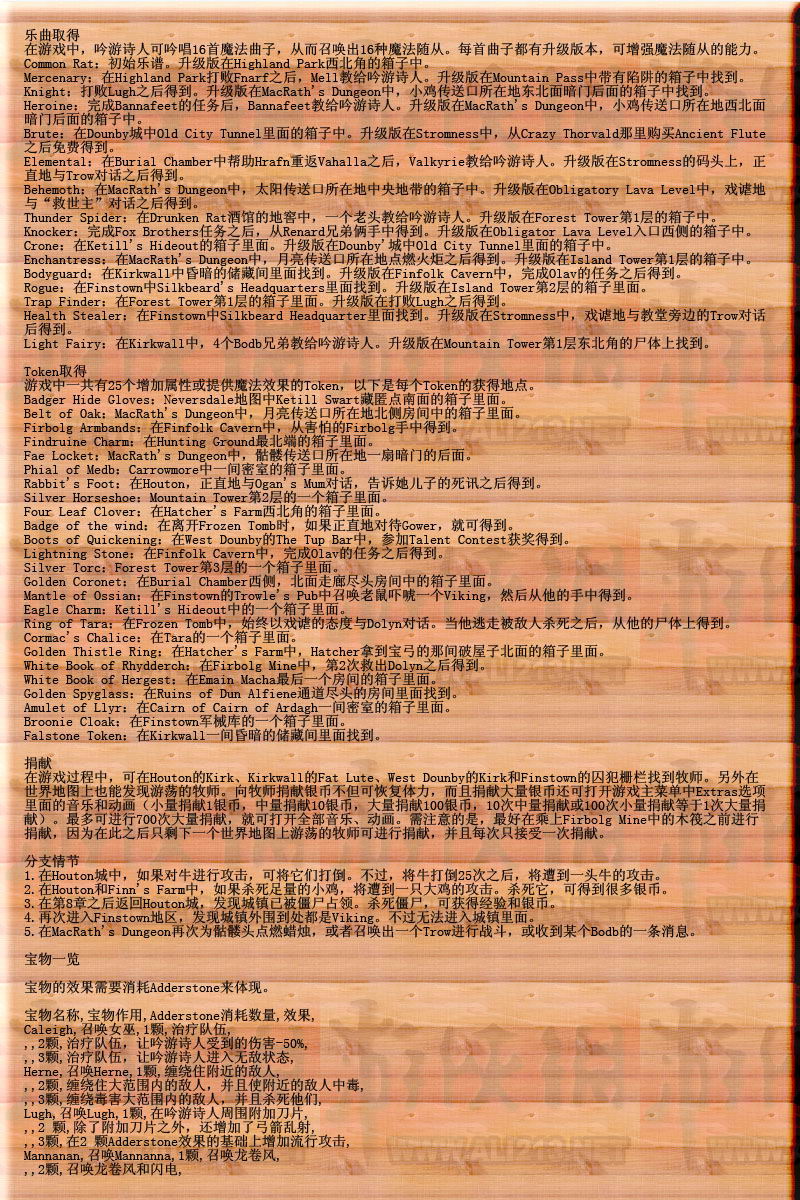 乐曲取得
在游戏中，吟游诗人可吟唱16首魔法曲子，从而召唤出16种魔法随从。每首曲子都有升级版本，可增强魔法随从的能力。
Common Rat：初始乐谱。升级版在Highland Park西北角的箱子中。
Mercenary：在Highland Park打败Fnarf之后，Mell教给吟游诗人。升级版在Mountain Pass中带有陷阱的箱子中找到。
Knight：打败Lugh之后得到。升级版在MacRath's Dungeon中，小鸡传送口所在地东北面暗门后面的箱子中找到。
Heroine：完成Bannafeet的任务后，Bannafeet教给吟游诗人。升级版在MacRath's Dungeon中，小鸡传送口所在地西北面
暗门后面的箱子中。
Brute：在Dounby城中Old City Tunnel里面的箱子中。升级版在Stromness中，从Crazy Thorvald那里购买Ancient Flute
之后免费得到。
Elemental：在Burial Chamber中帮助Hrafn重返Vahalla之后，Valkyrie教给吟游诗人。升级版在Stromness的码头上，正
直地与Trow对话之后得到。
Behemoth：在MacRath's Dungeon中，太阳传送口所在地中央地带的箱子中。升级版在Obligatory Lava Level中，戏谑地
与“救世主”对话之后得到。
Thunder Spider：在Drunken Rat酒馆的地窖中，一个老头教给吟游诗人。升级版在Forest Tower第1层的箱子中。
Knocker：完成Fox Brothers任务之后，从Renard兄弟俩手中得到。升级版在Obligator Lava Level入口西侧的箱子中。
Crone：在Ketill's Hideout的箱子里面。升级版在Dounby'城中Old City Tunnel里面的箱子中。
Enchantress：在MacRath's Dungeon中，月亮传送口所在地点燃火炬之后得到。升级版在Island Tower第1层的箱子中。
Bodyguard：在Kirkwall中昏暗的储藏间里面找到。升级版在Finfolk Cavern中，完成Olav的任务之后得到。
Rogue：在Finstown中Silkbeard's Headquarters里面找到。升级版在Island Tower第2层的箱子里面。
Trap Finder：在Forest Tower第1层的箱子里面。升级版在打败Lugh之后得到。
Health Stealer：在Finstown中Silkbeard Headquarter里面找到。升级版在Stromness中，戏谑地与教堂旁边的Trow对话
后得到。
Light Fairy：在Kirkwall中，4个Bodb兄弟教给吟游诗人。升级版在Mountain Tower第1层东北角的尸体上找到。
Token取得
游戏中一共有25个增加属性或提供魔法效果的Token，以下是每个Token的获得地点。
Badger Hide Gloves：Neversdale地图中Ketill Swart藏匿点南面的箱子里面。
Belt of Oak：MacRath's Dungeon中，月亮传送口所在地北侧房间中的箱子里面。
Firbolg Armbands：在Finfolk Cavern中，从害怕的Firbolg手中得到。
Findruine Charm：在Hunting Ground最北端的箱子里面。
Fae Locket：MacRath's Dungeon中，骷髅传送口所在地一扇暗门的后面。
Phial of Medb：Carrowmore中一间密室的箱子里面。
Rabbit's Foot：在Houton，正直地与Ogan's Mum对话，告诉她儿子的死讯之后得到。
Silver Horseshoe：Mountain Tower第2层的一个箱子里面。
Four Leaf Clover：在Hatcher's Farm西北角的箱子里面。
Badge of the wind：在离开Frozen Tomb时，如果正直地对待Gower，就可得到。
Boots of Quickening：在West Dounby的The Tup Bar中，参加Talent Contest获奖可得到。
Lightning Stone：在Finfolk Cavern中，完成Olav的任务之后得到。
Silver Torc：Forest Tower第3层的一个箱子里面。
Golden Coronet：在Burial Chamber西侧，北面走廊尽头房间中的箱子里面。
Mantle of Ossian：在Finstown的Trowle's Pub中召唤老鼠吓唬一个Viking，然后从他的手中得到。
Eagle Charm：Ketill's Hideout中的一个箱子里面。
Ring of Tara：在Frozen Tomb中，始终以戏谑的态度与Dolyn对话。当他逃走被敌人杀死之后，从他的尸体上得到。
Cormac's Chalice：在Tara的一个箱子里面。
Golden Thistle Ring：在Hatcher's Farm中，Hatcher拿到宝弓的那间破屋子北面的箱子里面。
White Book of Rhydderch：在Firbolg Mine中，第2次救出Dolyn之后得到。
White Book of Hergest：在Emain Macha最后一个房间的箱子里面。
Golden Spyglass：在Ruins of Dun Alfiene通道尽头的房间里面找到。
Amulet of Llyr：在Cairn of Cairn of Ardagh一间密室的箱子里面。
Broonie Cloak：在Finstown军械库的一个箱子里面。
Falstone Token：在Kirkwall一间昏暗的储藏间里面找到。
捐献
在游戏过程中，可在Houton的Kirk、Kirkwall的Fat Lute、West Dounby的Kirk和Finstown的囚犯栅栏找到牧师。另外在
世界地图上也能发现游荡的牧师。向牧师捐献银币不但可恢复体力，而且捐献大量银币还可打开游戏主菜单中Extras选项
里面的音乐和动画（小量捐献1银币，中量捐献10银币，大量捐献100银币，10次中量捐献或100次小量捐献等于1次大量捐
献）。最多可进行700次大量捐献，就可打开全部音乐、动画。需注意的是，最好在乘上Firbolg Mine中的木筏之前进行
捐献，因为在此之后只剩下一个世界地图上游荡的牧师可进行捐献，并且每次只接受一次捐献。
分支情节
1.在Houton城中，如果对牛进行攻击，可将它们打倒。不过，将牛打倒25次之后，将遭到一头牛的攻击。
2.在Houton和Finn's Farm中，如果杀死足量的小鸡，将遭到一只大鸡的攻击。杀死它，可得到很多银币。
3.在第8章之后返回Houton城，发现城镇已被僵尸占领。杀死僵尸，可获得经验和银币。
4.再次进入Finstown地区，发现城镇外围到处都是Viking。不过无法进入城镇里面。
5.在MacRath's Dungeon再次为骷髅头点燃蜡烛，或者召唤出一个Trow进行战斗，或收到某个Bodb的一条消息。
宝物一览
宝物的效果需要消耗Adderstone来体现。
宝物名称,宝物作用,Adderstone消耗数量,效果,
Caleigh,召唤女巫,1颗,治疗队伍,
,,2颗,治疗队伍，让吟游诗人受到的伤害-50%,
,,3颗,治疗队伍，让吟游诗人进入无敌状态,
Herne,召唤Herne,1颗,缠绕住附近的敌人,
,,2颗,缠绕住大范围内的敌人，并且使附近的敌人中毒,
,,3颗,缠绕毒害大范围内的敌人，并且杀死他们,
Lugh,召唤Lugh,1颗,在吟游诗人周围附加刀片,
,,2 颗,除了附加刀片之外，还增加了弓箭乱射,
,,3颗,在2 颗Adderstone效果的基础上增加流行攻击,
Mannanan,召唤Mannanna,1颗,召唤龙卷风,
,,2颗,召唤龙卷风和闪电,